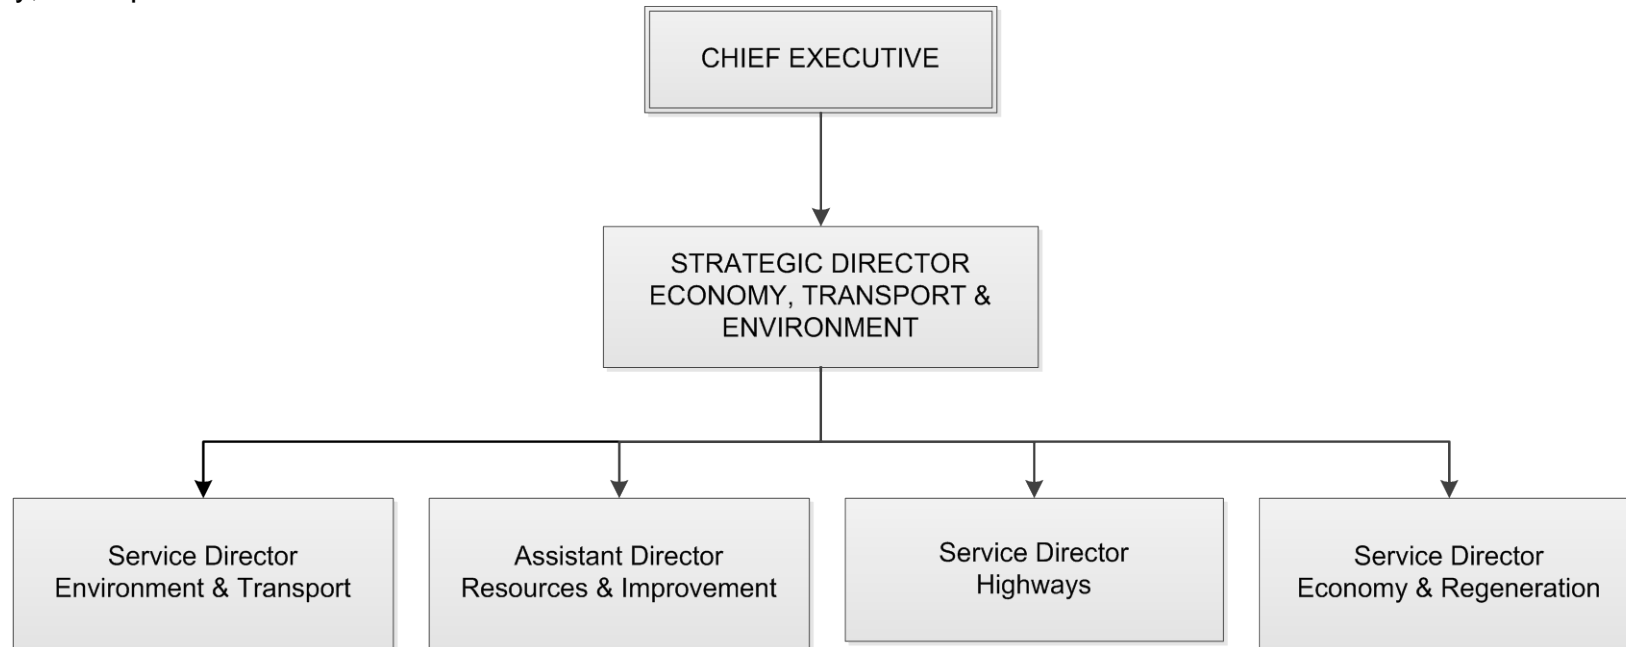 CHIEF EXECUTIVE
STRATEGIC DIRECTOR
ECONOMY, TRANSPORT &
ENVIRONMENT
Service Director
Environment & Transport
Assistant Director
Resources & Improvement
Service Director
Highways
Service Director
Economy & Regeneration